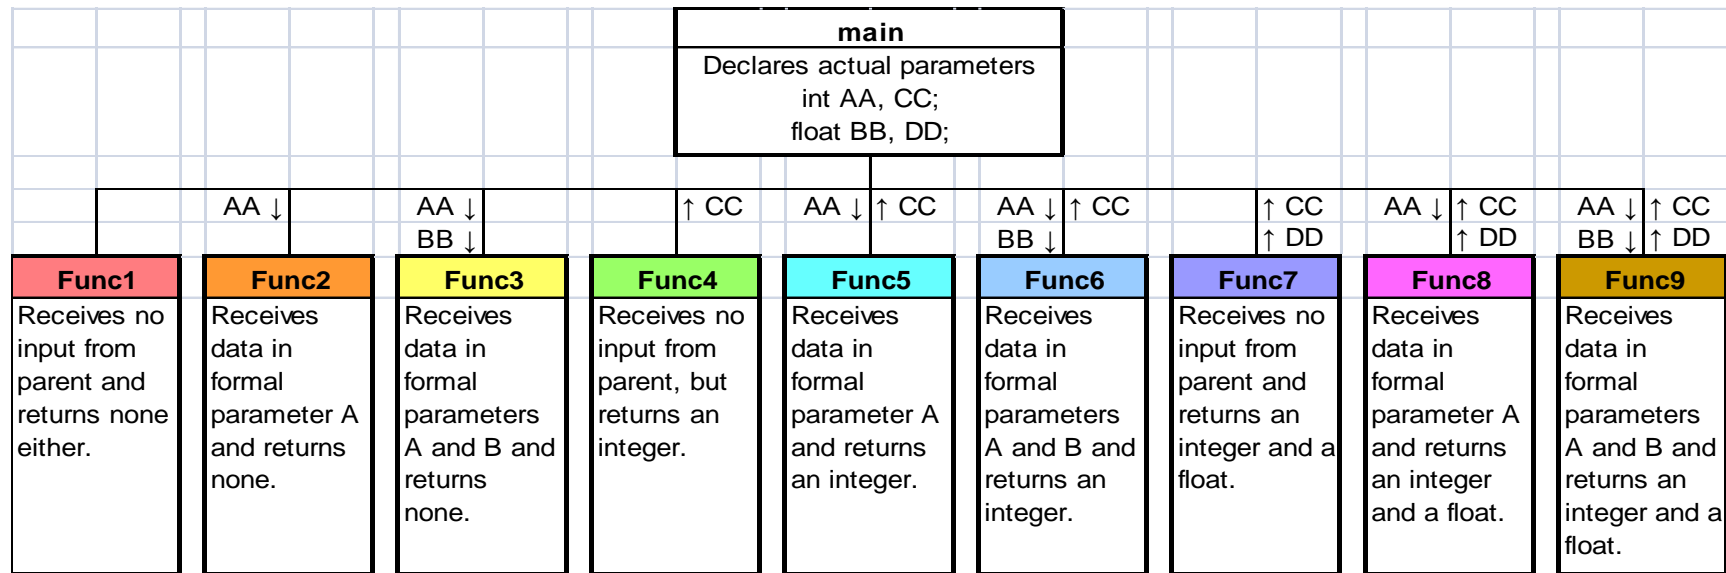 main
Declares actual parameters
int AA, CC;
float BB, DD;
AA ↓
AA ↓
BB ↓
↑ CC
AA ↓ ↑ CC
AA ↓ ↑ CC
BB ↓
↑ CC
↑ DD
AA ↓ ↑ CC
↑ DD
AA ↓ ↑ CC
BB ↓ ↑ DD
Func1
Receives no
input from
parent and
returns none
either.
Func2
Receives
data in
formal
parameter A
and returns
none.
Func3
Receives
data in
formal
parameters
A and B and
returns
none.
Func4
Receives no
input from
parent, but
returns an
integer.
Func5
Receives
data in
formal
parameter A
and returns
an integer.
Func6
Receives
data in
formal
parameters
A and B and
returns an
integer.
Func7
Receives no
input from
parent and
returns an
integer and a
float.
Func8
Receives
data in
formal
parameter A
and returns
an integer
and a float.
Func9
Receives
data in
formal
parameters
A and B and
returns an
integer and a
float.